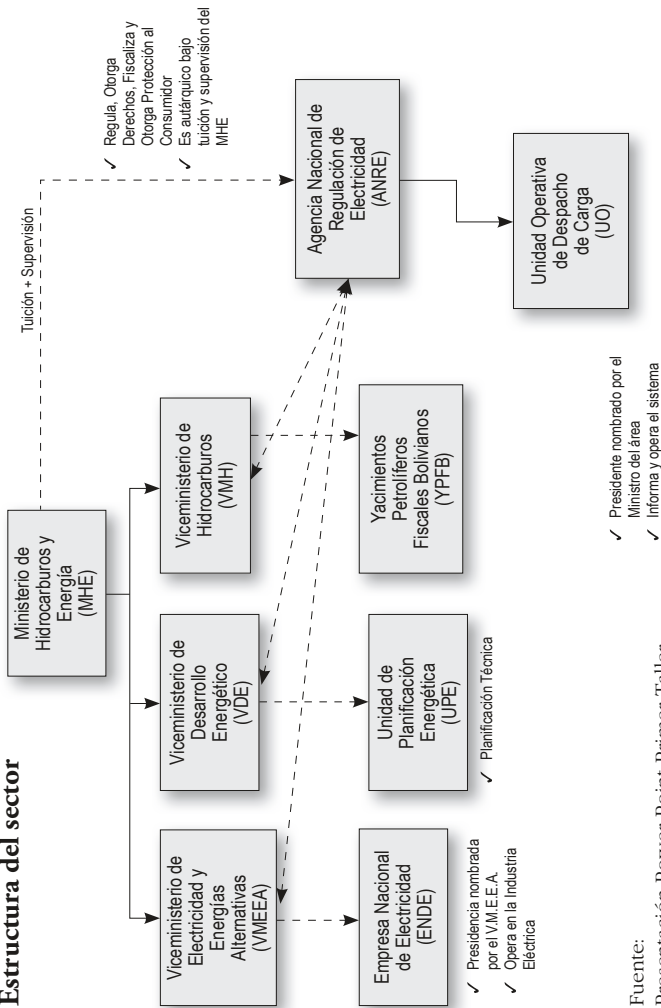 Estructura del sector
Ministerio de
Hidrocarburos y
Energía
(MHE)
Tuición + Supervisión
✓ Regula, Otorga
Derechos, Fiscaliza y
Otorga Protección al
Consumidor
✓ Es autárquico bajo
tuición y supervisión del
MHE
Viceministerio de
Electricidad y
Energías
Alternativas
(VMEEA)
Viceministerio de
Desarrollo
Energético
(VDE)
Viceministerio de
Hidrocarburos
(VMH)
Agencia Nacional de
Regulación de
Electricidad
(ANRE)
Empresa Nacional
de Electricidad
(ENDE)
Unidad de
Planificación
Energética
(UPE)
Yacimientos
Petrolíferos
Fiscales Bolivianos
(YPFB)
Unidad Operativa
de Despacho
de Carga
(UO)
✓ Presidencia nombrada
por el V.M.E.E.A.
✓ Opera en la Industria
Eléctrica
✓ Planificación Técnica
✓ Presidente nombrado por el
Ministro del área
✓ Informa y opera el sistema
Fuente:
Presentación Power Point Primer Taller